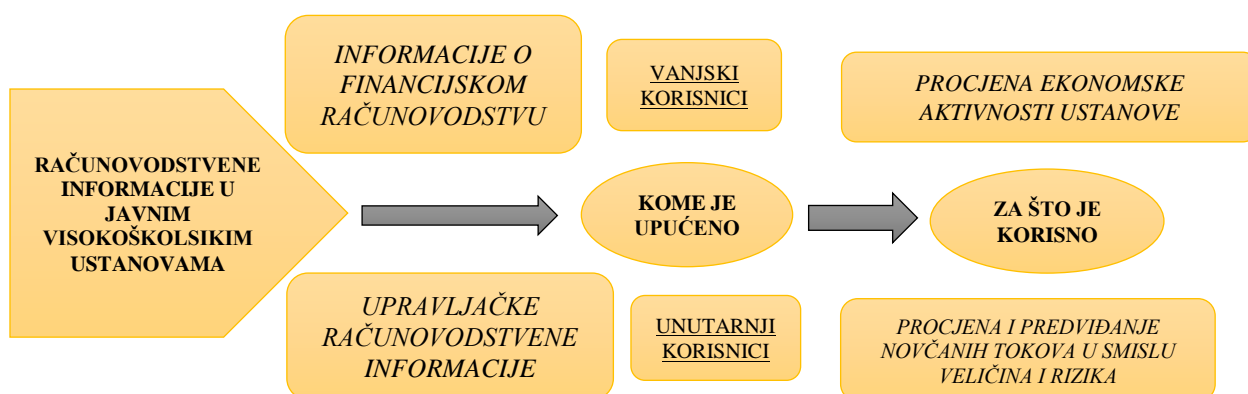 RAČUNOVODSTVENE
INFORMACIJE U
JAVNIM
VISOKOŠKOLSIKIM
USTANOVAMA
INFORMACIJE O
FINANCIJSKOM
RAČUNOVODSTVU
VANJSKI
KORISNICI
PROCJENA EKONOMSKE
AKTIVNOSTI USTANOVE
KOME JE
UPUĆENO
ZA ŠTO JE
KORISNO
UPRAVLJAČKE
RAČUNOVODSTVENE
INFORMACIJE
UNUTARNJI
KORISNICI
PROCJENA I PREDVIĐANJE
NOVČANIH TOKOVA U SMISLU
VELIČINA I RIZIKA